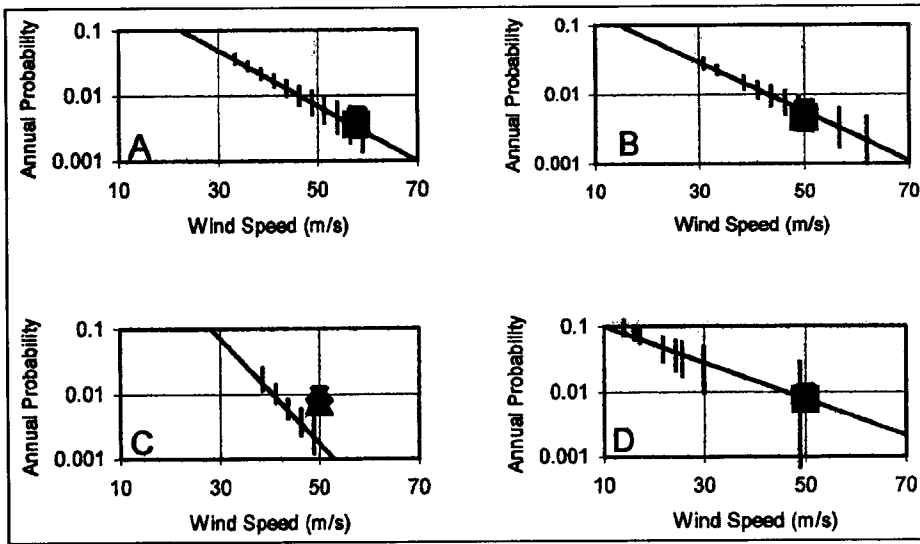 Annual Probability
0.1
0.01
0.001
A
10 30 50 70
Wind Speed (m/s)
Annual Probability
0.1
0.01
0.001
B
10 30 50 70
Wind Speed (m/s)
Annual Probability
0.1
0.01
0.001
C
10 30 50 70
Wind Speed (m/s)
Annual Probability
0.1
0.01
0.001
D
10 30 50 70
Wind Speed (m/s)